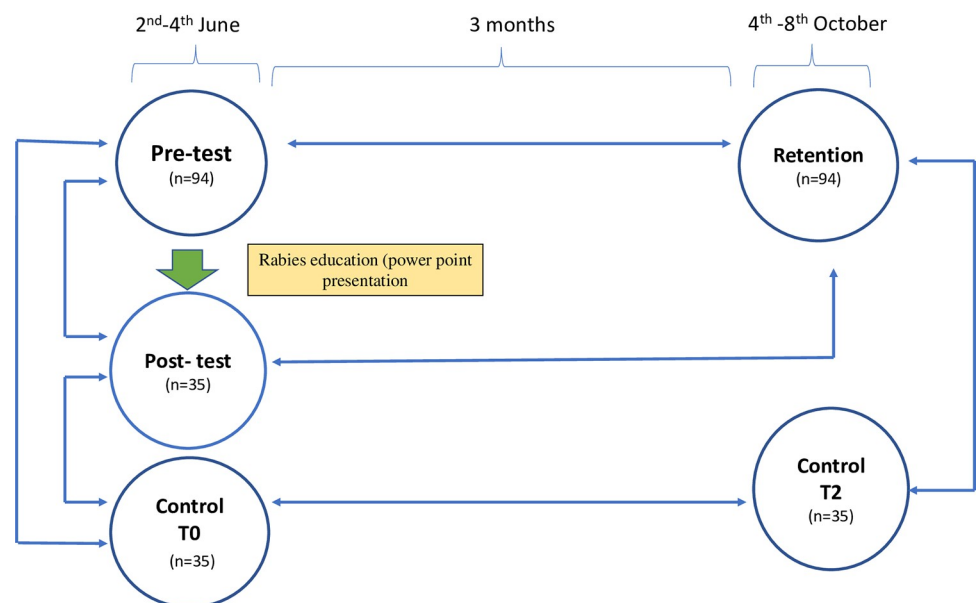 2nd-4th June
3 months
4th -8th October
Pre-test
(n=94)
Retention
(n=94)
Rabies education (power point
presentation
Post- test
(n=35)
Control
T0
(n=35)
Control
T2
(n=35)